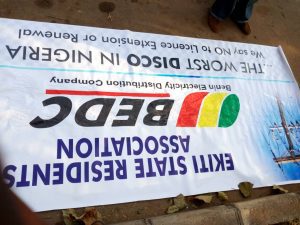 EKITI STATE RESIDENTS
ASSOCIATION
BEDC
Benin Electricity Distribution Company
...THE WORST DISCO IN NIGERIA
We say NO to Licence Extension or Renewal